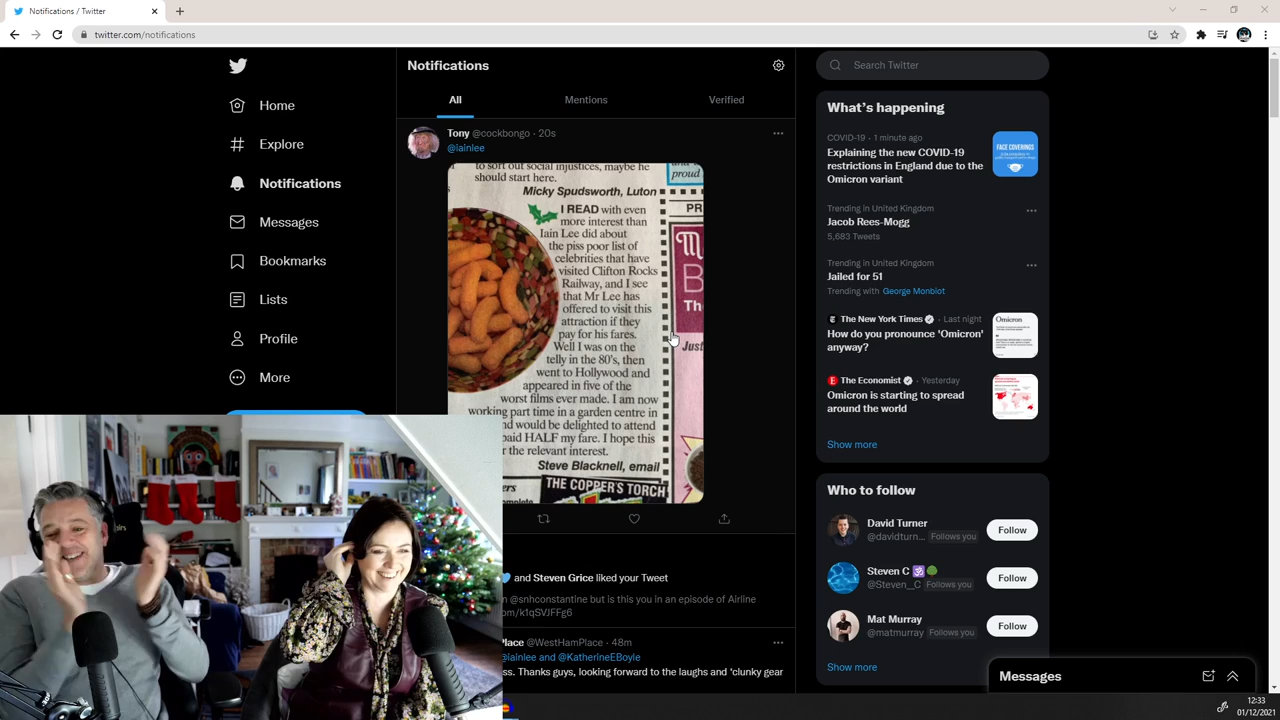 Notifications / Twitter
twitter.com/notifications
Home
Explore
Notifications
Messages
Bookmarks
Lists
Profile
More
Notifications
All
Mentions
Verified
Tony @cockbongo · 20s
@iainlee
to sort out social injustices, maybe he
should start here.
Micky Spudsworth, Luton
proud
I READ with even
more interest than
Iain Lee did about
the piss poor list of
celebrities that have
visited Clifton Rocks
Railway, and I see
that Mr Lee has
offered to visit this
attraction if they
pay for his fares.
Well I was on the
telly in the 80's, then
went to Hollywood and
appeared in five of the
worst films ever made. I am now
working part time in a garden centre in
would be delighted to attend
paid HALF my fare. I hope this
the relevant interest.
Steve Blacknell, email
THE COPPER'S TORCH
PR
Th
Just
and Steven Grice liked your Tweet
@snhconstantine but is this you in an episode of Airline
om/k1qSVJFFg6
Place @WestHamPlace · 48m
@iainlee and @KatherineEBoyle
ss. Thanks guys, looking forward to the laughs and 'clunky gear
Search Twitter
What's happening
COVID-19 · 1 minute ago
Explaining the new COVID-19
restrictions in England due to the
Omicron variant
FACE COVERINGS
Trending in United Kingdom
Jacob Rees-Mogg
5,683 Tweets
Trending in United Kingdom
Jailed for 51
Trending with George Monbiot
The New York Times · Last night
How do you pronounce 'Omicron'
anyway?
Omicron
The Economist · Yesterday
Omicron is starting to spread
around the world
Show more
Who to follow
David Turner
@davidturn... Follows you
Follow
Steven C
@Steven__C Follows you
Follow
Mat Murray
@matmurray Follows you
Follow
Show more
Messages
12:33
01/12/2021